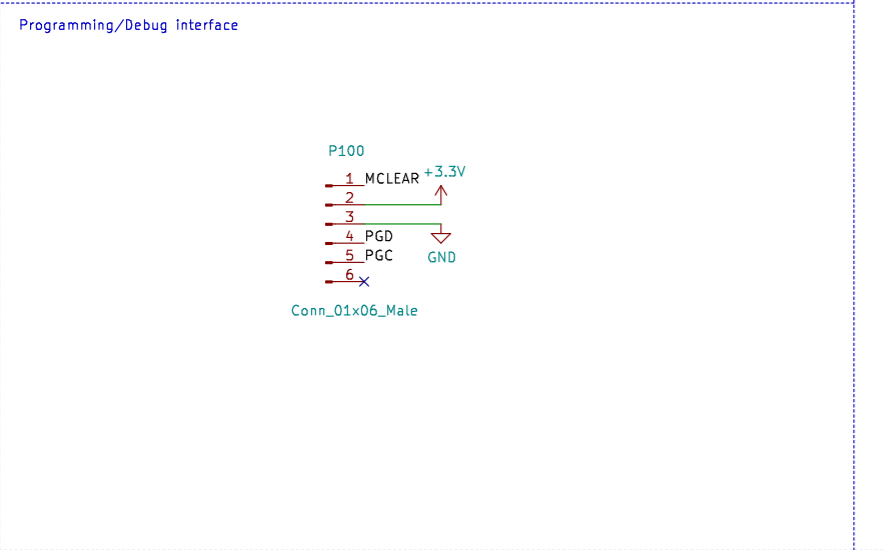 Programming/Debug interface
P100
1 MCLEAR +3.3V
2
3
4 PGD
5 PGC GND
6
Conn_01x06_Male